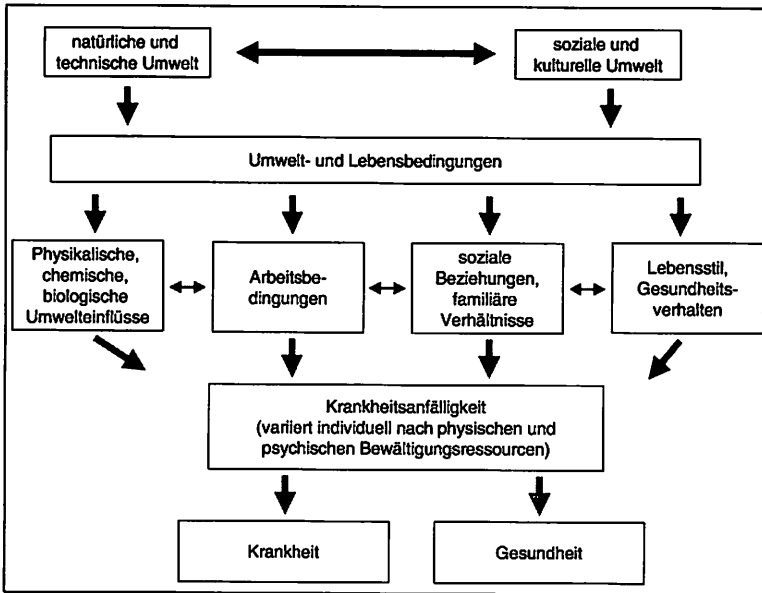 natürliche und
technische Umwelt
soziale und
kulturelle Umwelt
Umwelt- und Lebensbedingungen
Physikalische,
chemische,
biologische
Umwelteinflüsse
Arbeitsbe-
dingungen
soziale
Beziehungen,
familiäre
Verhältnisse
Lebensstil,
Gesundheits-
verhalten
Krankheitsanfälligkeit
(variiert individuell nach physischen und
psychischen Bewältigungsressourcen)
Krankheit
Gesundheit